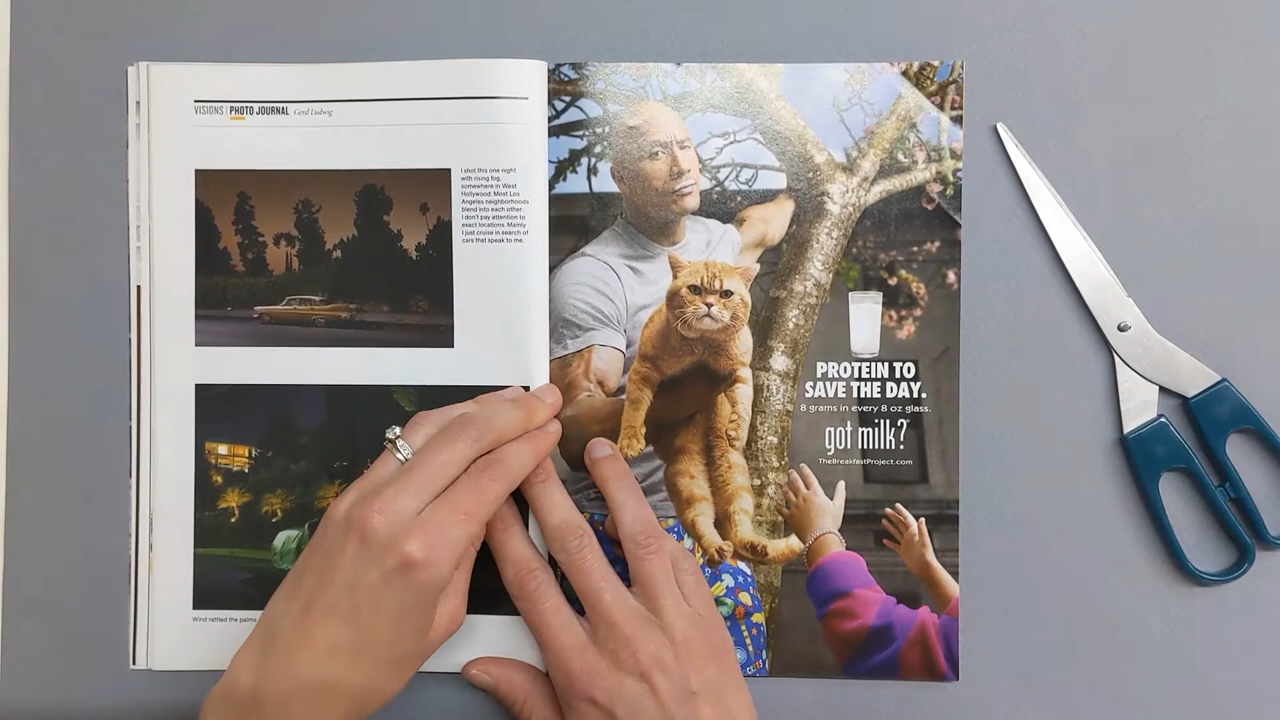 VISIONS | PHOTO JOURNAL Gerd Ludwig
I shot this one night
with rising fog,
somewhere in West
Hollywood. Most Los
Angeles neighborhoods
blend into each other.
I don't pay attention to
exact locations. Mainly
I just cruise in search of
cars that speak to me.
Wind rattled the palms
PROTEIN TO
SAVE THE DAY.
8 grams in every 8 oz glass.
got milk?
TheBreakfastProject.com